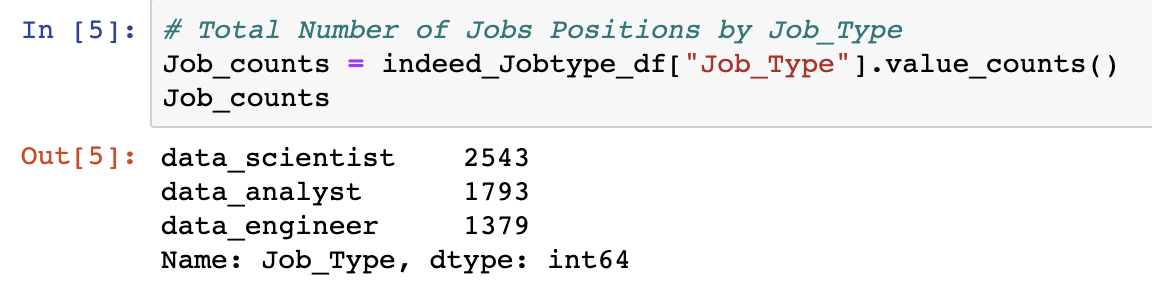 In [5]: # Total Number of Jobs Positions by Job_Type
Job_counts = indeed_Jobtype_df["Job_Type"].value_counts()
Job_counts
Out[5]: data_scientist    2543
data_analyst      1793
data_engineer     1379
Name: Job_Type, dtype: int64